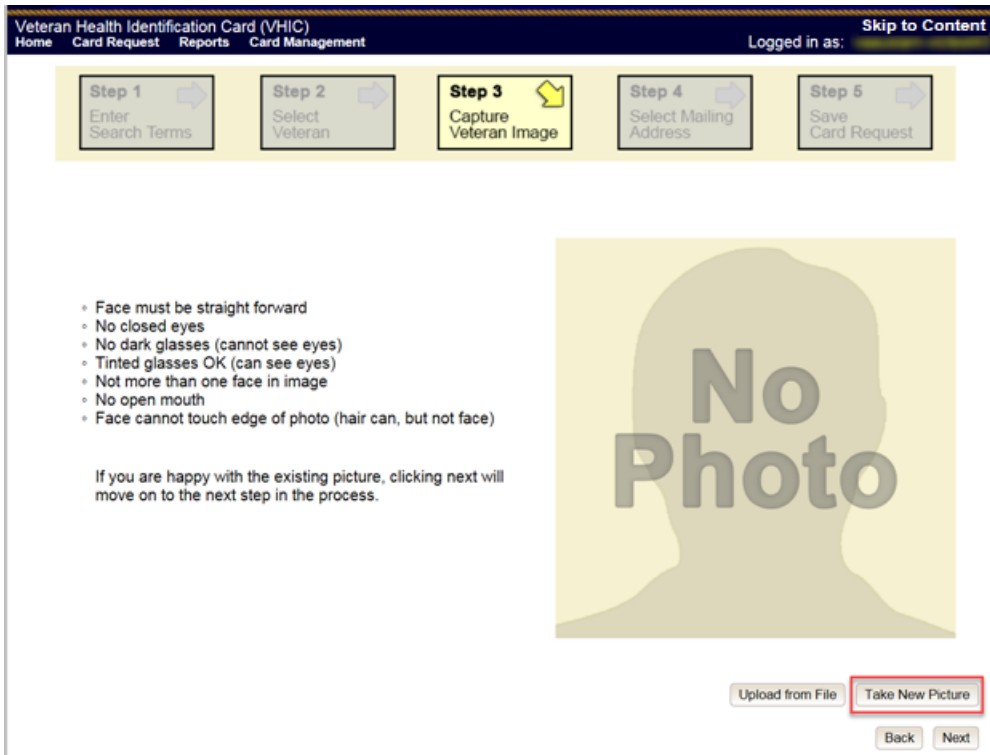 Veteran Health Identification Card (VHIC)
Skip to Content
Home Card Request Reports Card Management
Logged in as:
Step 1
Enter
Search Terms
Step 2
Select
Veteran
Step 3
Capture
Veteran Image
Step 4
Select Mailing
Address
Step 5
Save
Card Request
Face must be straight forward
No closed eyes
No dark glasses (cannot see eyes)
Tinted glasses OK (can see eyes)
Not more than one face in image
No open mouth
Face cannot touch edge of photo (hair can, but not face)
If you are happy with the existing picture, clicking next will
move on to the next step in the process.
No
Photo
Upload from File
Take New Picture
Back
Next